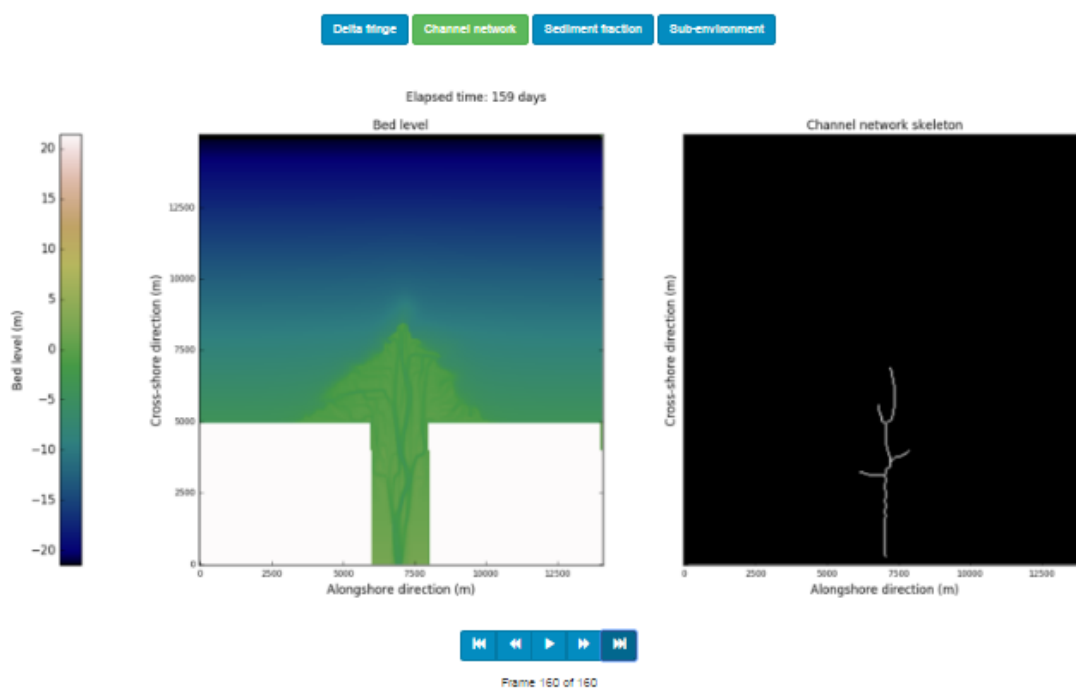 Delta fringe Channel network Sediment fraction Sub-environment
Elapsed time: 159 days
Bed level
Channel network skeleton
20
15
10
5
0
−5
−10
−15
−20
Bed level (m)
12500
10000
7500
5000
2500
0
Cross-shore direction (m)
0 2500 5000 7500 10000 12500
Alongshore direction (m)
Cross-shore direction (m)
0 2500 5000 7500 10000 12500
Alongshore direction (m)
Frame 160 of 160